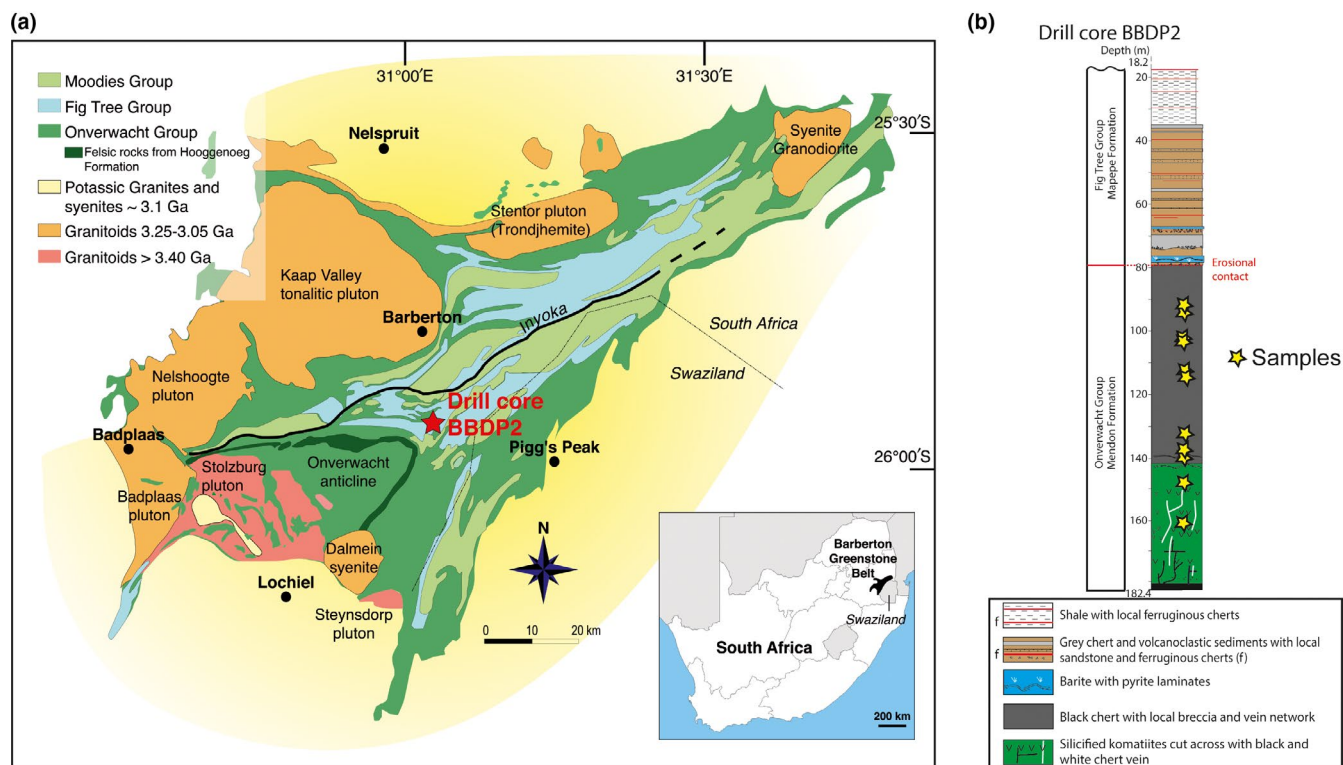 (a)
31°00'E
31°30'E
Moodies Group
Fig Tree Group
Onverwacht Group
Felsic rocks from Hooggenoeg
Formation
Potassic Granites and
syenites ~ 3.1 Ga
Granitoids 3.25-3.05 Ga
Granitoids > 3.40 Ga
Nelspruit
Syenite
Granodiorite
25°30'S
Stentor pluton
(Trondjhemite)
Kaap Valley
tonalitic pluton
Barberton
Inyoka
South Africa
Swaziland
Nelshoogte
pluton
Drill core
BBDP2
Badplaas
Pigg's Peak
26°00'S
Stolzburg
pluton
Onverwacht
anticline
Badplaas
pluton
N
Dalmein
syenite
Lochiel
Steynsdorp
pluton
0 10 20 km
Barberton
Greenstone
Belt
Swaziland
South Africa
200 km
(b)
Drill core BBDP2
Depth (m)
18.2
20
40
60
80
100
120
140
160
182.4
Fig Tree Group
Mapepe Formation
Onverwacht Group
Mendon Formation
Erosional
contact
Samples
f
Shale with local ferruginous cherts
f
Grey chert and volcanoclastic sediments with local
sandstone and ferruginous cherts (f)
Barite with pyrite laminates
Black chert with local breccia and vein network
Silicified komatiites cut across with black and
white chert vein